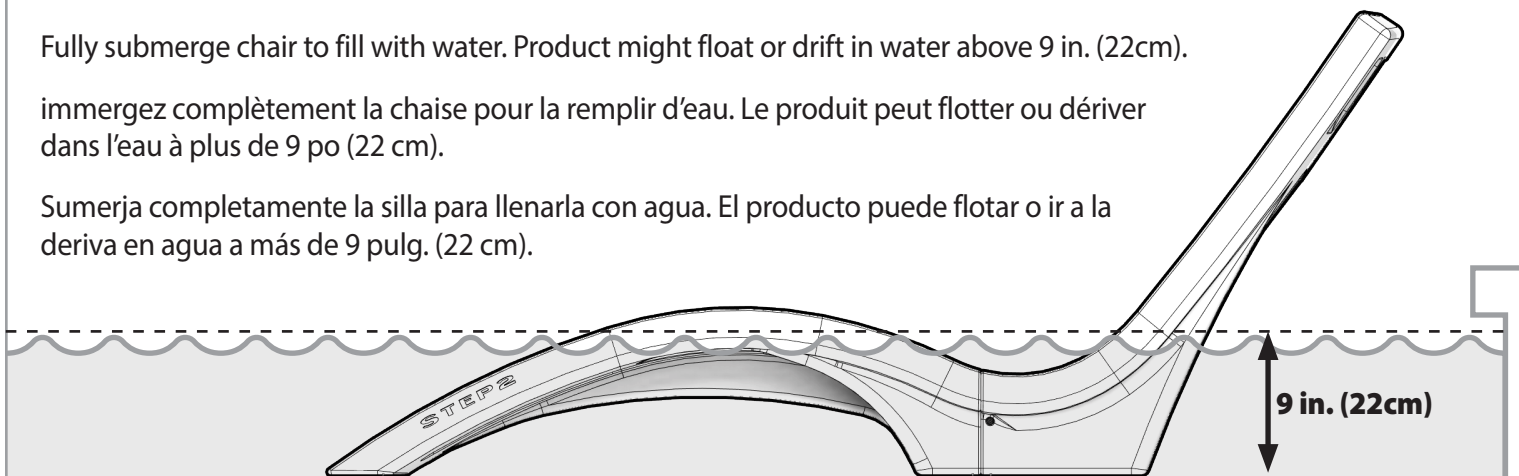 Fully submerge chair to fill with water. Product might float or drift in water above 9 in. (22cm).
immergez complètement la chaise pour la remplir d’eau. Le produit peut flotter ou dériver
dans l’eau à plus de 9 po (22 cm).
Sumerja completamente la silla para llenarla con agua. El producto puede flotar o ir a la
deriva en agua a más de 9 pulg. (22 cm).
STEP2
9 in. (22cm)